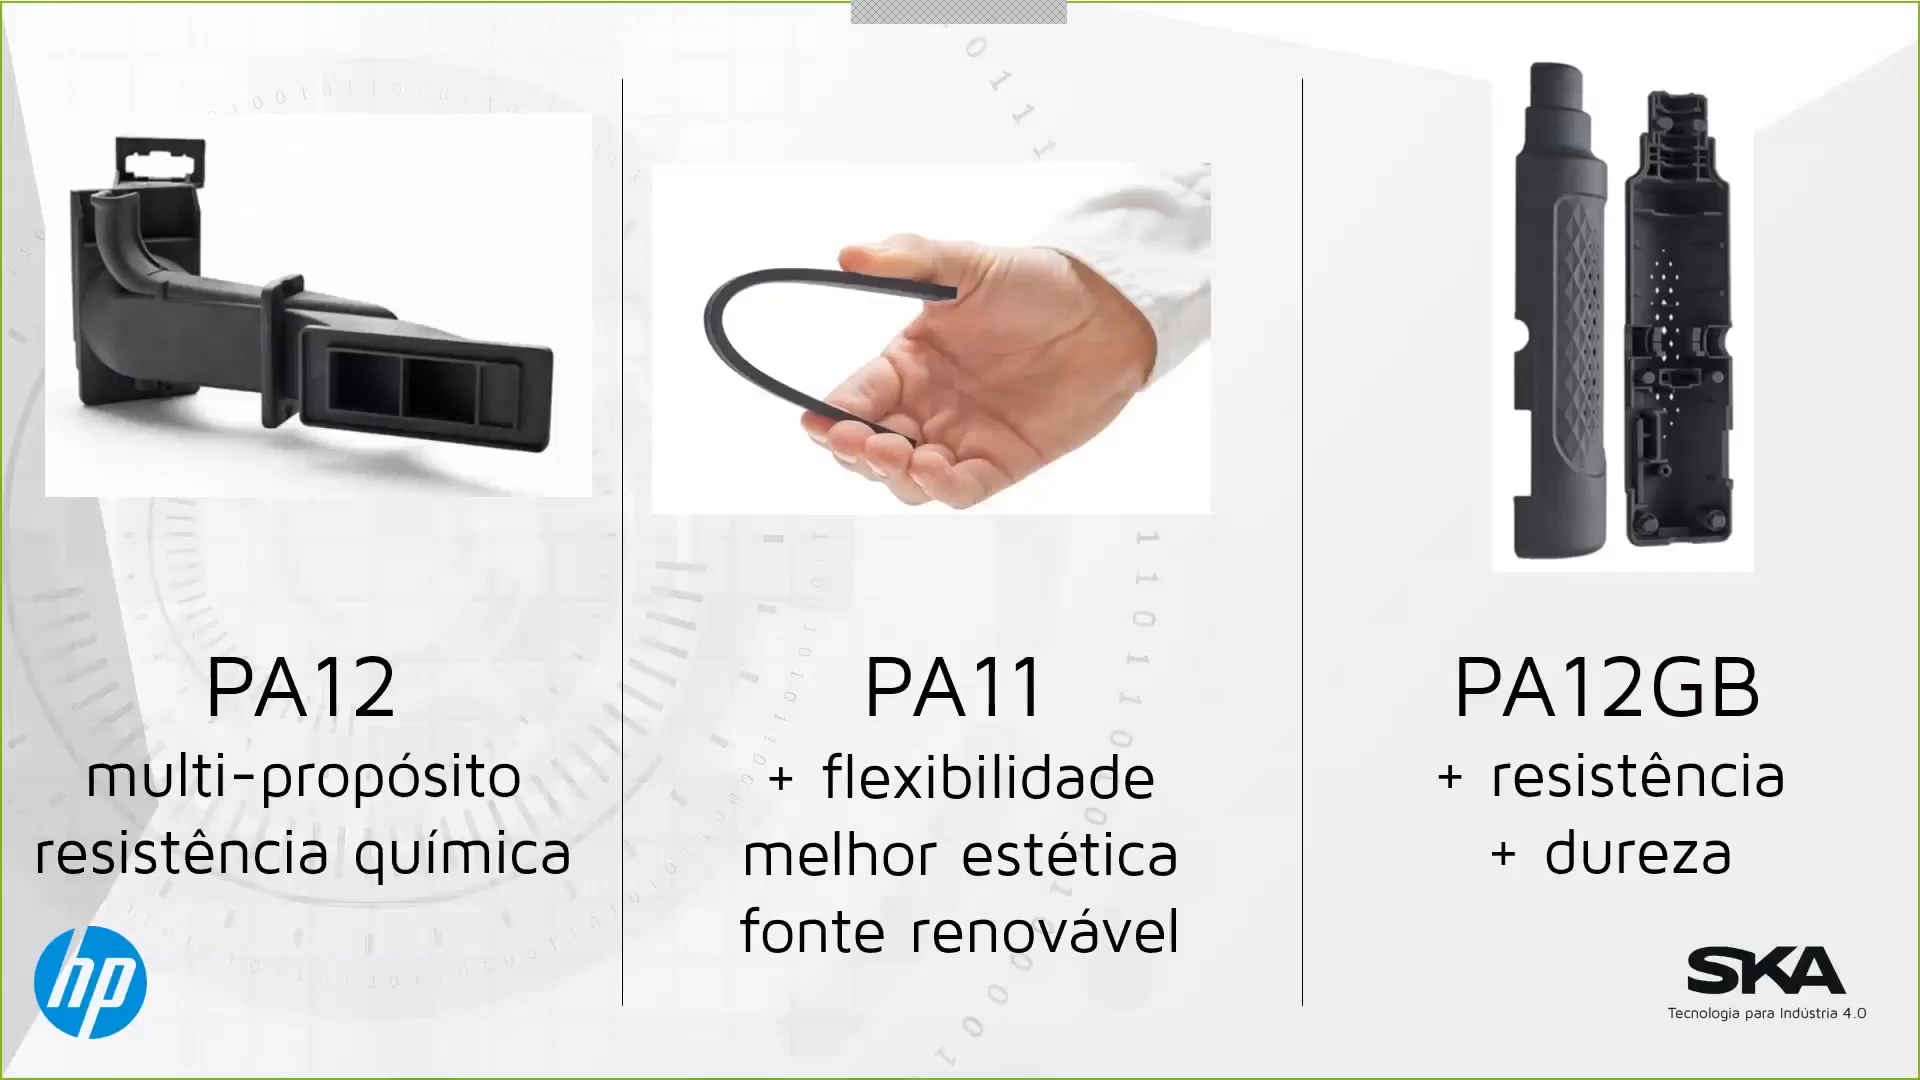 PA12
multi-propósito
resistência química
PA11
+ flexibilidade
melhor estética
fonte renovável
PA12GB
+ resistência
+ dureza
hp
SKA
Tecnologia para Indústria 4.0